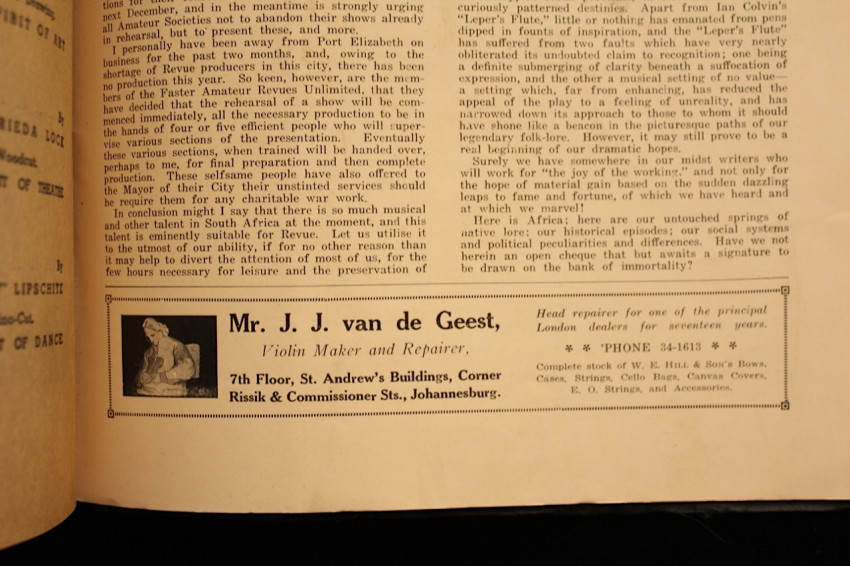 Drawing.
SPIRIT OF ART
By
FRIEDA LOCK
Woodcut.
OF THEATRE
By
LIPSCHITZ
Lino-Cut.
OF DANCE
next December, and in the meantime is strongly urging
all Amateur Societies not to abandon their shows already
in rehearsal, but to present these, and more.
I personally have been away from Port Elizabeth on
business for the past two months, and, owing to the
shortage of Revue producers in this city, there has been
no production this year. So keen, however, are the mem-
bers of the Faster Amateur Revues Unlimited, that they
have decided that the rehearsal of a show will be com-
menced immediately, all the necessary production to be in
the hands of four or five efficient people who will super-
vise various sections of the presentation. Eventually
these various sections, when trained will be handed over,
perhaps to me, for final preparation and then complete
production. These selfsame people have also offered to
the Mayor of their City their unstinted services should
he require them for any charitable war work.
In conclusion might I say that there is so much musical
and other talent in South Africa at the moment, and this
talent is eminently suitable for Revue. Let us utilise it
to the utmost of our ability, if for no other reason than
it may help to divert the attention of most of us, for the
few hours necessary for leisure and the preservation of
curiously patterned destinies. Apart from Ian Colvin's
"Leper's Flute," little or nothing has emanated from pens
dipped in founts of inspiration, and the "Leper's Flute"
has suffered from two faults which have very nearly
obliterated its undoubted claim to recognition; one being
a definite submerging of clarity beneath a suffocation of
expression, and the other a musical setting of no value—
a setting which, far from enhancing, has reduced the
appeal of the play to a feeling of unreality, and has
narrowed down its approach to those to whom it should
have shone like a beacon in the picturesque paths of our
legendary folk-lore. However, it may still prove to be a
real beginning of our dramatic hopes.
Surely we have somewhere in our midst writers who
will work for "the joy of the working," and not only for
the hope of material gain based on the sudden dazzling
leaps to fame and fortune, of which we have heard and
at which we marvel!
Here is Africa; here are our untouched springs of
native lore; our historical episodes; our social systems
and political peculiarities and differences. Have we not
herein an open cheque that but awaits a signature to
be drawn on the bank of immortality?
Mr. J. J. van de Geest,
Violin Maker and Repairer,
7th Floor, St. Andrew's Buildings, Corner
Rissik & Commissioner Sts., Johannesburg.
Head repairer for one of the principal
London dealers for seventeen years.
* * 'PHONE 34-1613 * *
Complete stock of W. E. Hill & Son's Bows,
Cases, Strings, Cello Bags, Canvas Covers,
E. O. Strings, and Accessories.